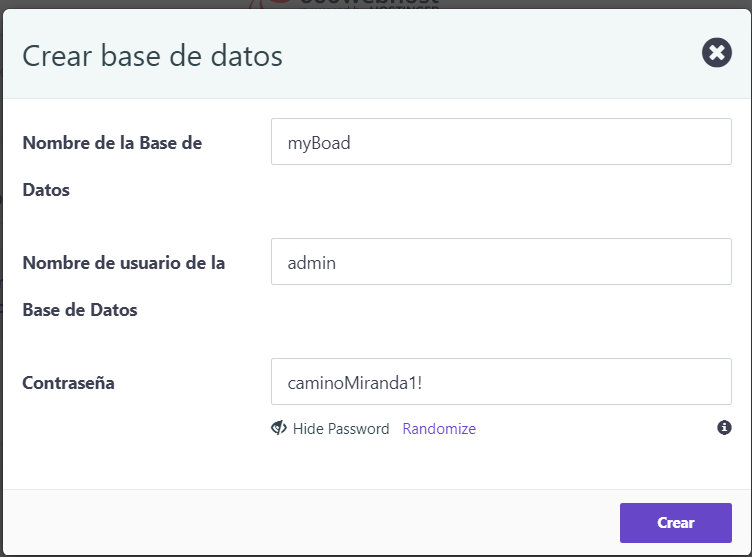 Crear base de datos
Nombre de la Base de
Datos
myBoad
Nombre de usuario de la
Base de Datos
admin
Contraseña
caminoMiranda1!
Hide Password Randomize
Crear